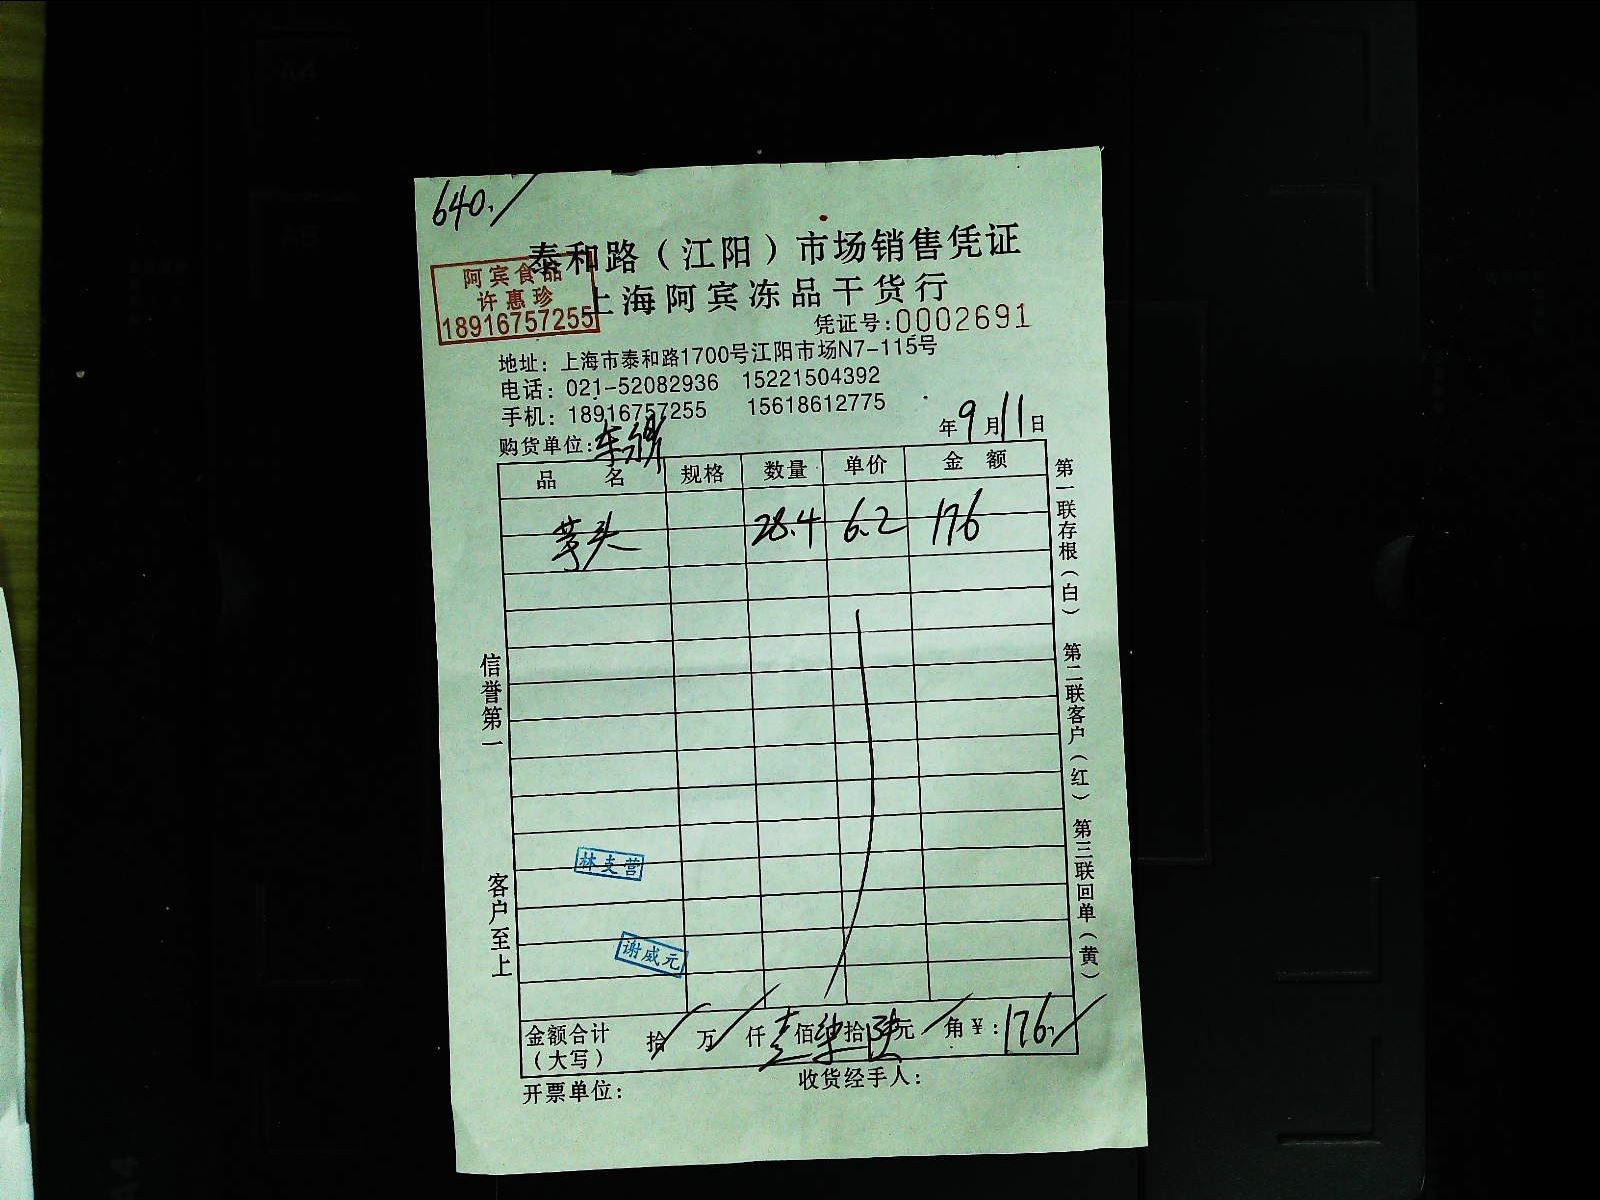 640.
泰和路（江阳）市场销售凭证
阿宾食品
许惠珍
18916757255
上海阿宾冻品干货行
凭证号:0002691
地址：上海市泰和路1700号江阳市场N7-115号
电话：021-52082936 15221504392
手机：18916757255 15618612775
购货单位:
年9月11日
品 名 规格 数量 单价 金 额
芋头 28.4 6.2 176
第一联存根（白） 第二联客户（红） 第三联回单（黄）
信誉第一 客户至上
林支营
谢威元
金额合计（大写） 拾 万 仟 壹佰柒拾陆元 角￥:176.
开票单位: 收货经手人: